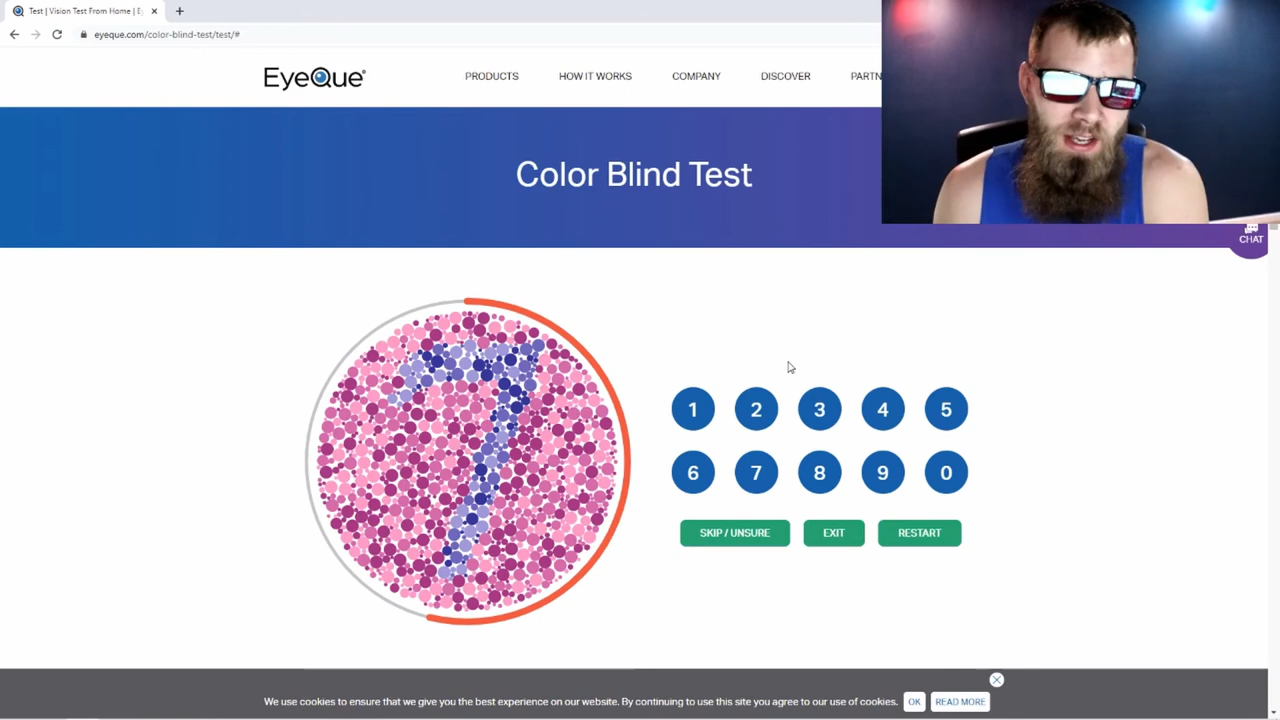 Test | Vision Test From Home | E
eyeque.com/color-blind-test/test/#
EyeQue
PRODUCTS HOW IT WORKS COMPANY DISCOVER PARTN
Color Blind Test
CHAT
7
1 2 3 4 5
6 7 8 9 0
SKIP / UNSURE EXIT RESTART
We use cookies to ensure that we give you the best experience on our website. By continuing to use this site you agree to our use of cookies. OK READ MORE